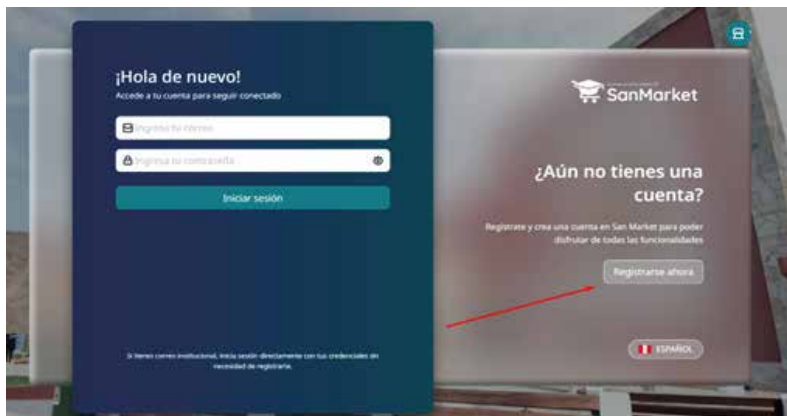 ¡Hola de nuevo!
Accede a tu cuenta para seguir conectado
Ingresa tu correo
Ingresa tu contraseña
Iniciar sesión
Si tienes correo institucional, inicia sesión directamente con tus credenciales sin
necesidad de registrarte.
SanMarket
¿Aún no tienes una
cuenta?
Regístrate y crea una cuenta en San Market para poder
disfrutar de todas las funcionalidades
Registrarse ahora
ESPAÑOL